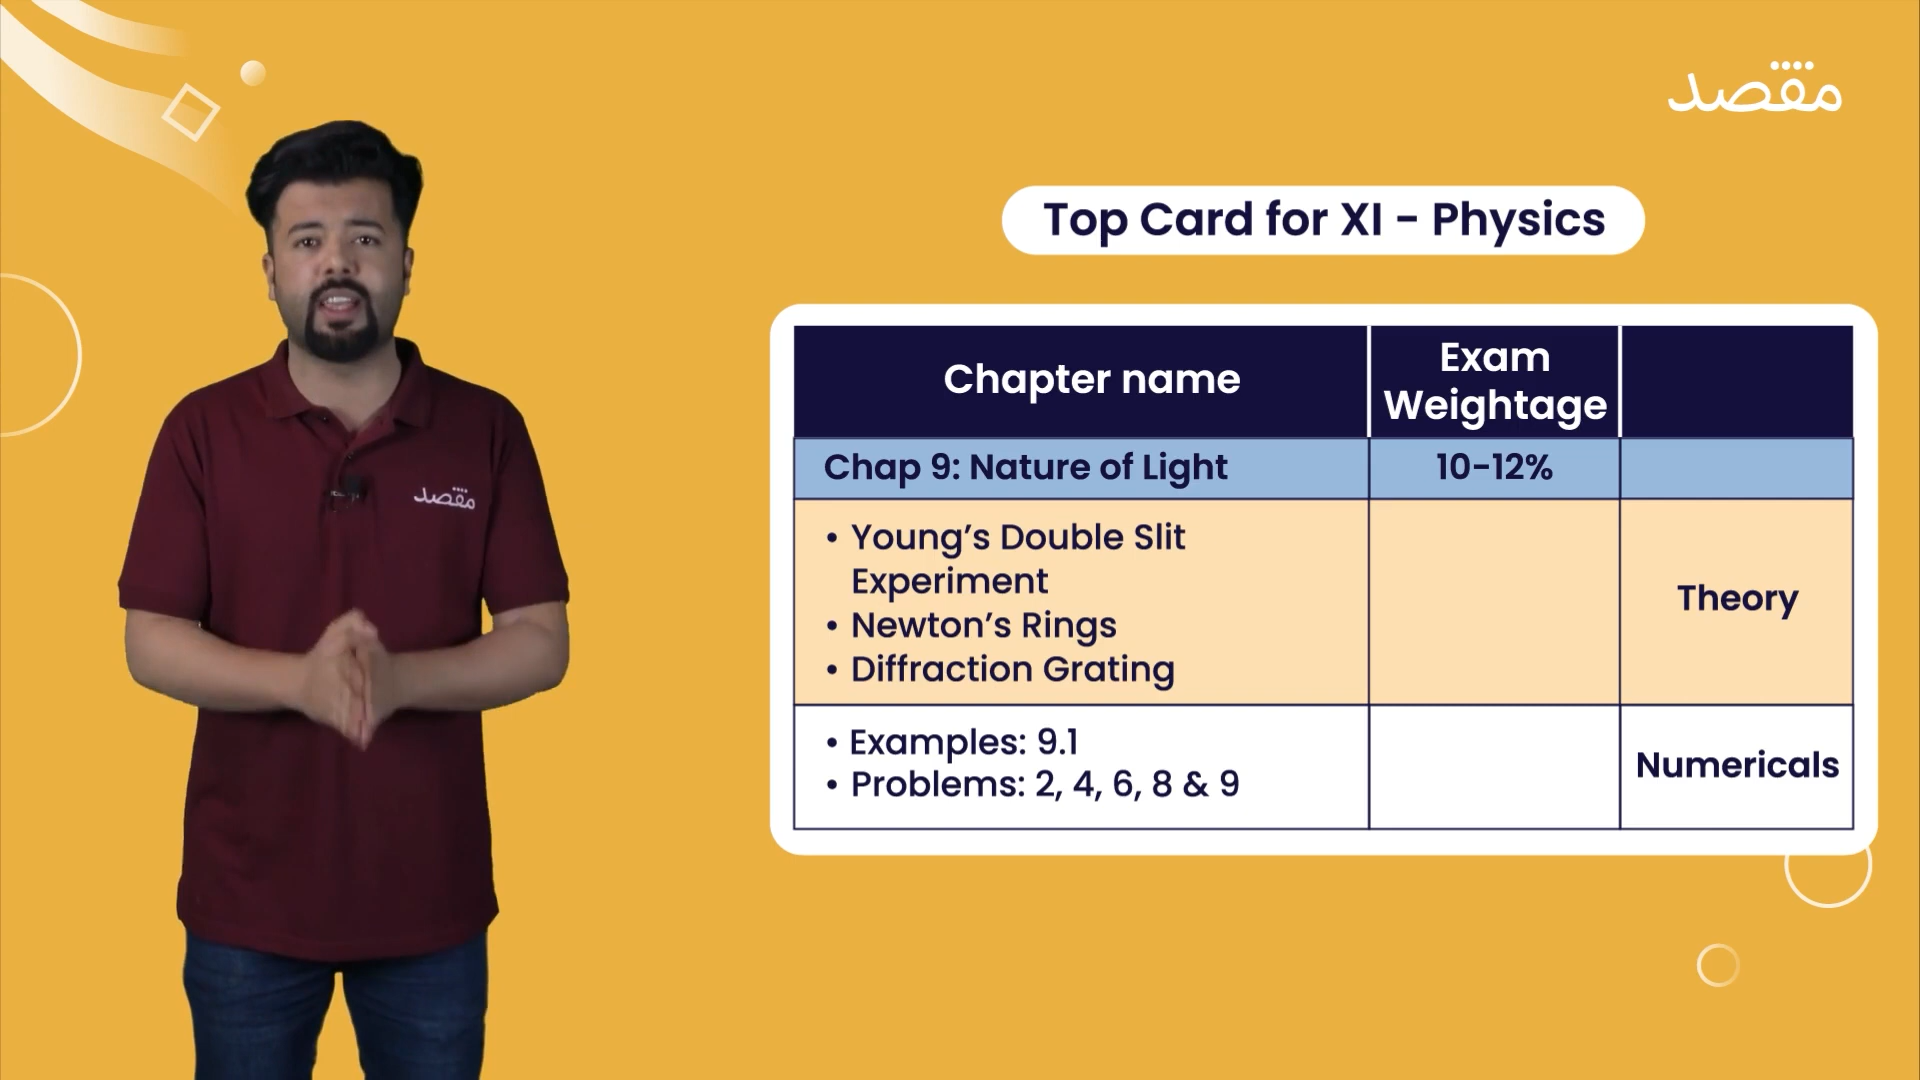 مقصد
Top Card for XI - Physics
Chapter name
Exam
Weightage
Chap 9: Nature of Light
10-12%
• Young's Double Slit
Experiment
• Newton's Rings
• Diffraction Grating
Theory
• Examples: 9.1
• Problems: 2, 4, 6, 8 & 9
Numericals
مقصد